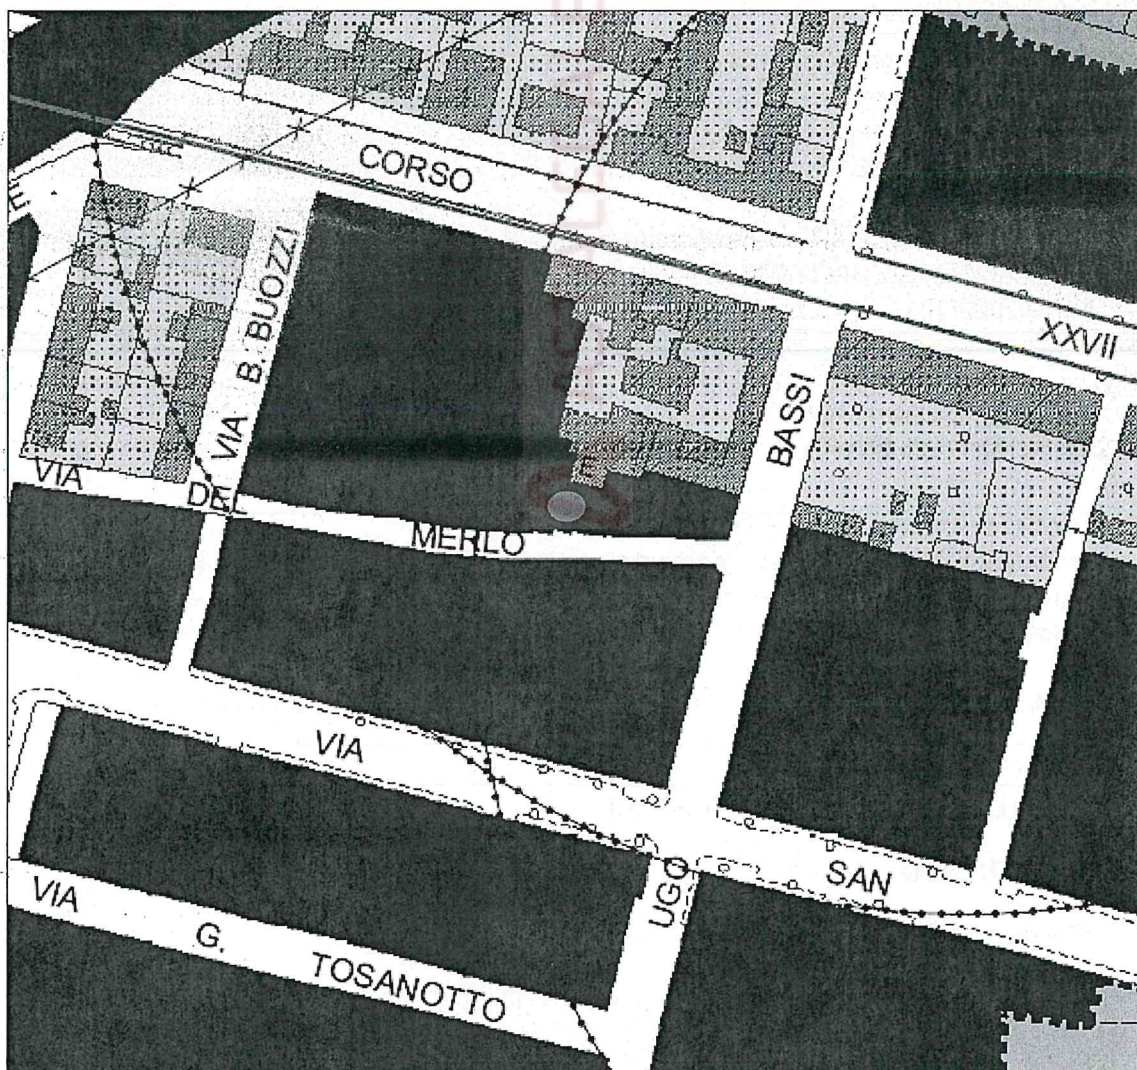 CORSO
XXVII
E
VIA B. BUOZZI
BASSI
VIA
DEL
MERLO
VIA
SAN
UGO
VIA
G.
TOSANOTTO